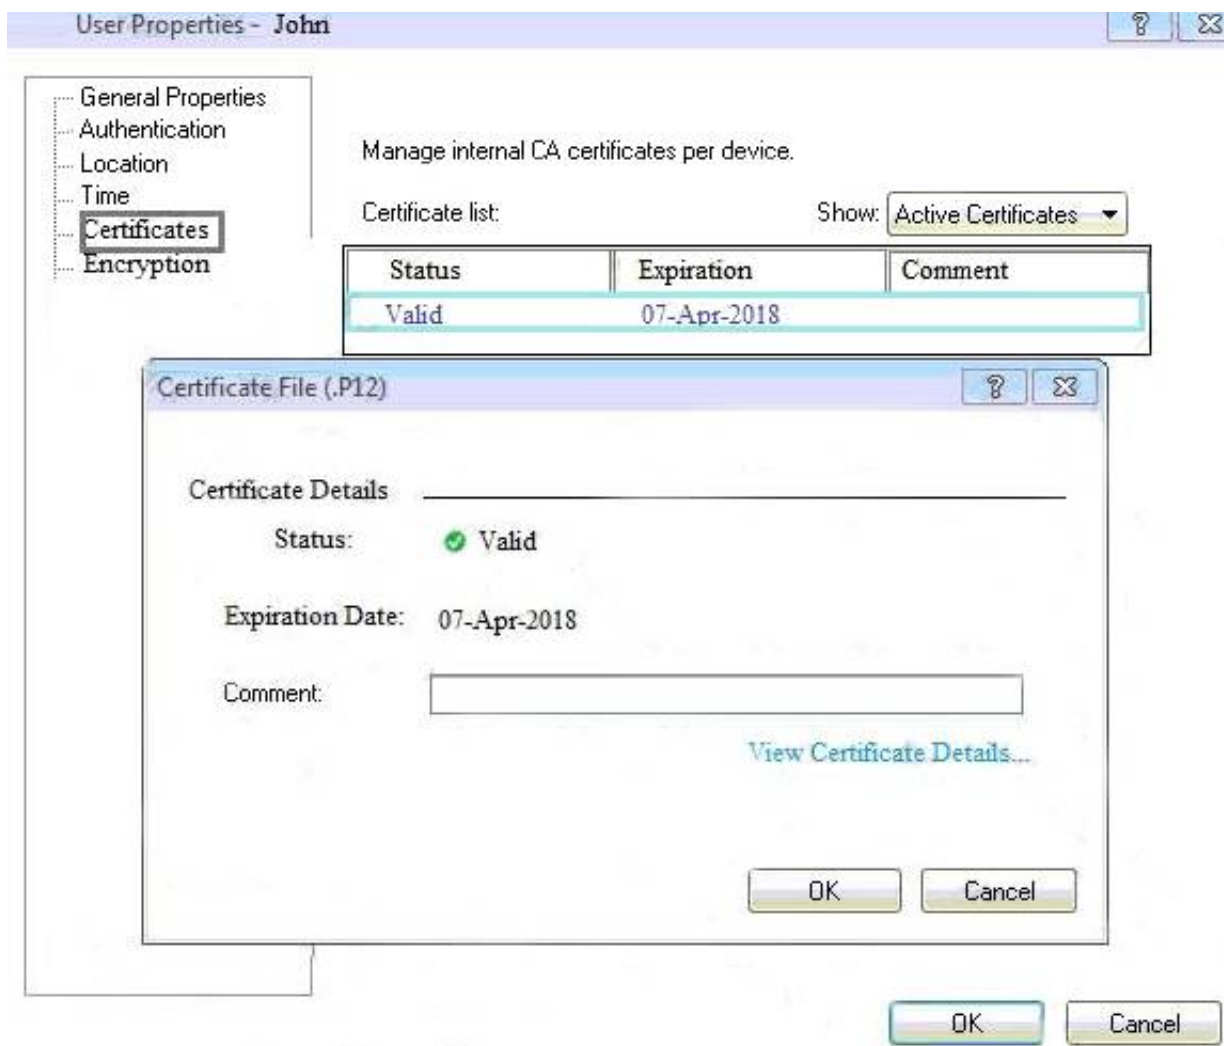 User Properties - John
General Properties
Authentication
Location
Time
Certificates
Encryption
Manage internal CA certificates per device.
Certificate list:
Show: Active Certificates
Status Expiration Comment
Valid 07-Apr-2018
Certificate File (.P12)
Certificate Details
Status: Valid
Expiration Date: 07-Apr-2018
Comment:
View Certificate Details...
OK Cancel
OK Cancel